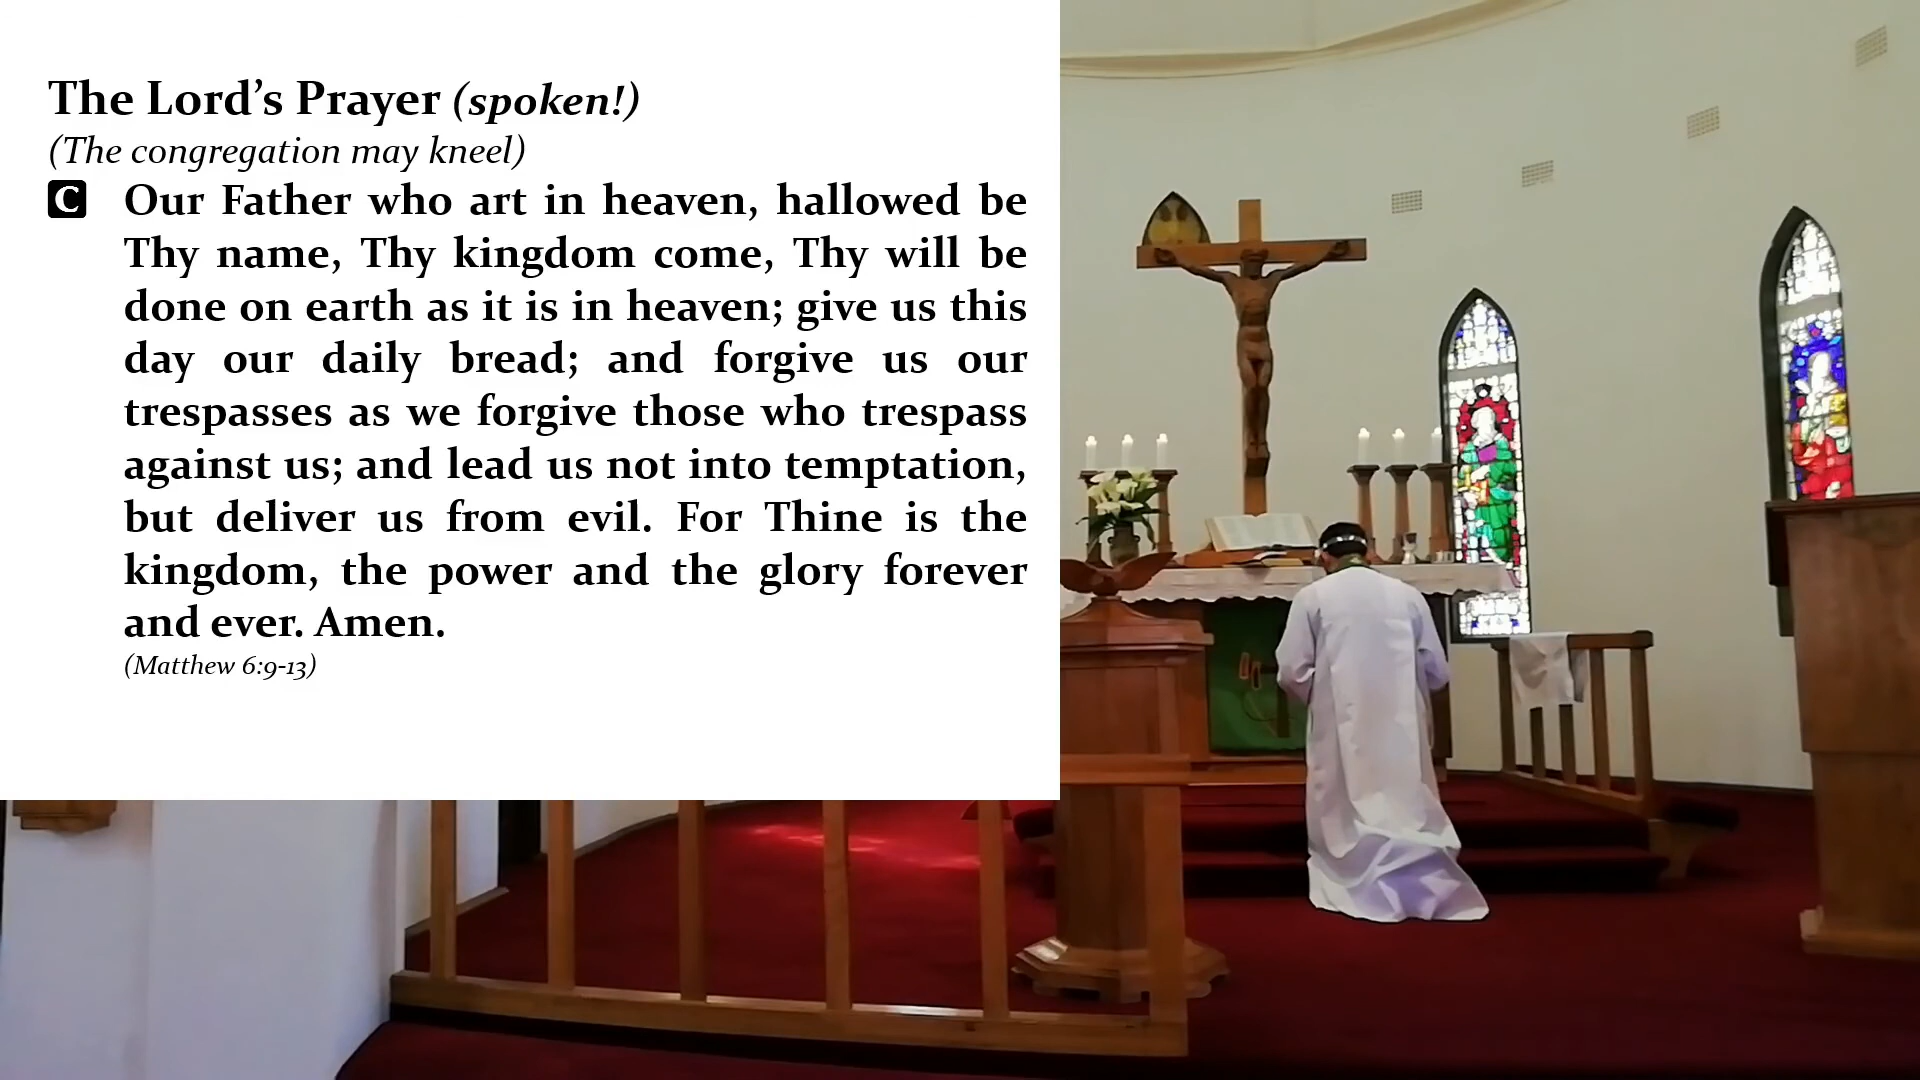 The Lord’s Prayer (spoken!)
(The congregation may kneel)
C Our Father who art in heaven, hallowed be
Thy name, Thy kingdom come, Thy will be
done on earth as it is in heaven; give us this
day our daily bread; and forgive us our
trespasses as we forgive those who trespass
against us; and lead us not into temptation,
but deliver us from evil. For Thine is the
kingdom, the power and the glory forever
and ever. Amen.
(Matthew 6:9-13)